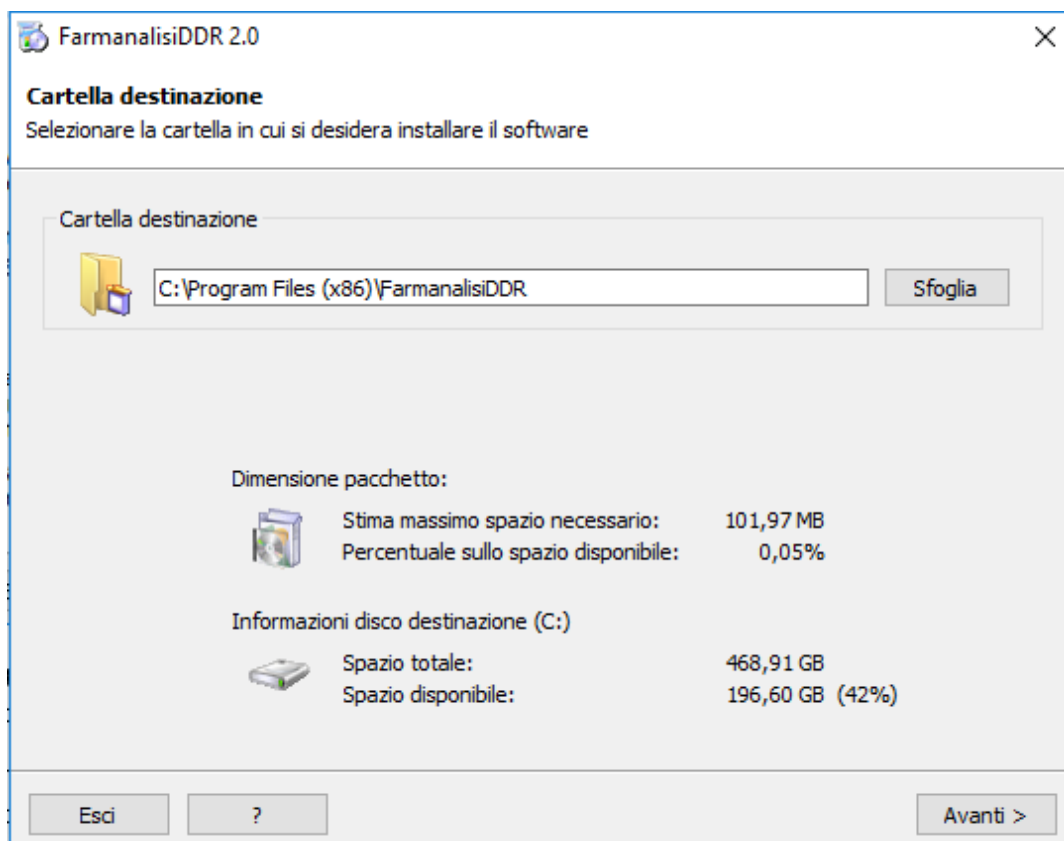 FarmanalisiDDR 2.0
Cartella destinazione
Selezionare la cartella in cui si desidera installare il software
Cartella destinazione
C:\Program Files (x86)\FarmanalisiDDR
Sfoglia
Dimensione pacchetto:
Stima massimo spazio necessario: 101,97 MB
Percentuale sullo spazio disponibile: 0,05%
Informazioni disco destinazione (C:)
Spazio totale: 468,91 GB
Spazio disponibile: 196,60 GB (42%)
Esci ? Avanti >